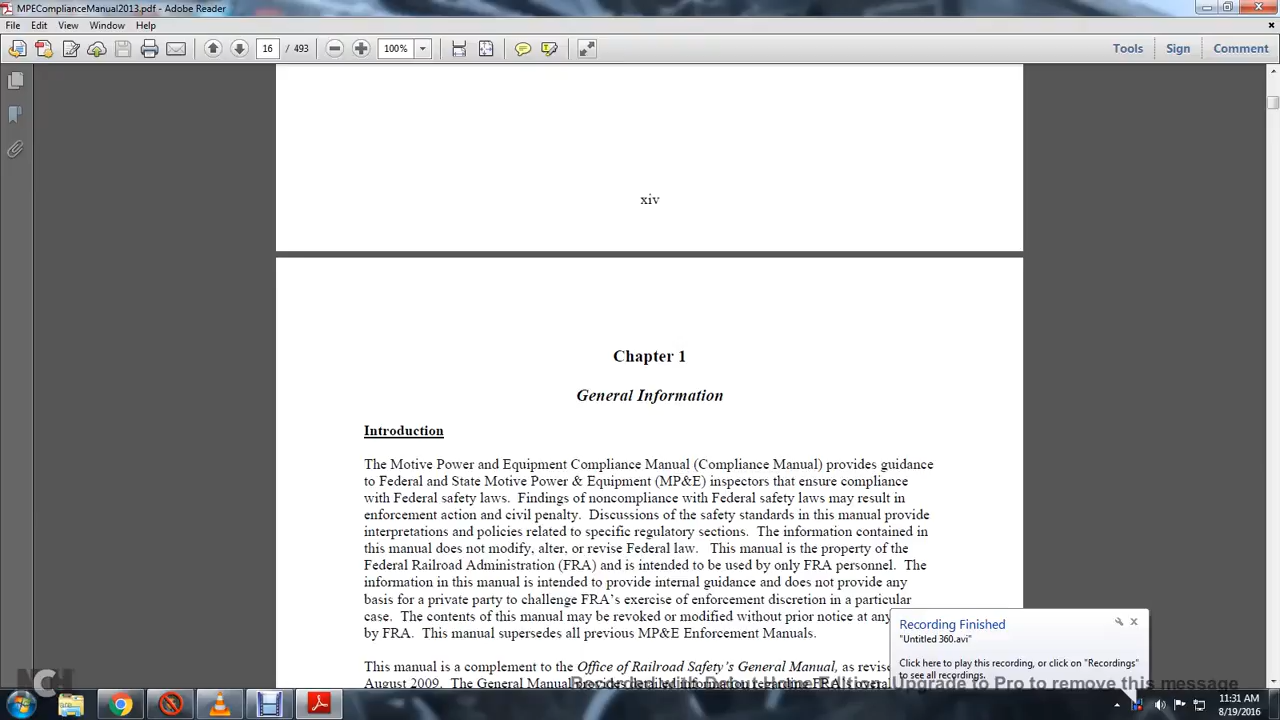 MPEComplianceManual2013.pdf - Adobe Reader
File Edit View Window Help
16 / 493 100% Tools Sign Comment
xiv
Chapter 1
General Information
Introduction
The Motive Power and Equipment Compliance Manual (Compliance Manual) provides guidance
to Federal and State Motive Power & Equipment (MP&E) inspectors that ensure compliance
with Federal safety laws. Findings of noncompliance with Federal safety laws may result in
enforcement action and civil penalty. Discussions of the safety standards in this manual provide
interpretations and policies related to specific regulatory sections. The information contained in
this manual does not modify, alter, or revise Federal law. This manual is the property of the
Federal Railroad Administration (FRA) and is intended to be used by only FRA personnel. The
information in this manual is intended to provide internal guidance and does not provide any
basis for a private party to challenge FRA's exercise of enforcement discretion in a particular
case. The contents of this manual may be revoked or modified without prior notice at any
by FRA. This manual supersedes all previous MP&E Enforcement Manuals.
This manual is a complement to the Office of Railroad Safety's General Manual, as revise
August 2009. The General Manual provides detailed information
Recording Finished
"Untitled 360.avi"
Click here to play this recording, or click on "Recordings"
to see all recordings.
Recorded with Debut Home Edition. Upgrade to Pro to remove this message
NCH
11:31 AM
8/19/2016